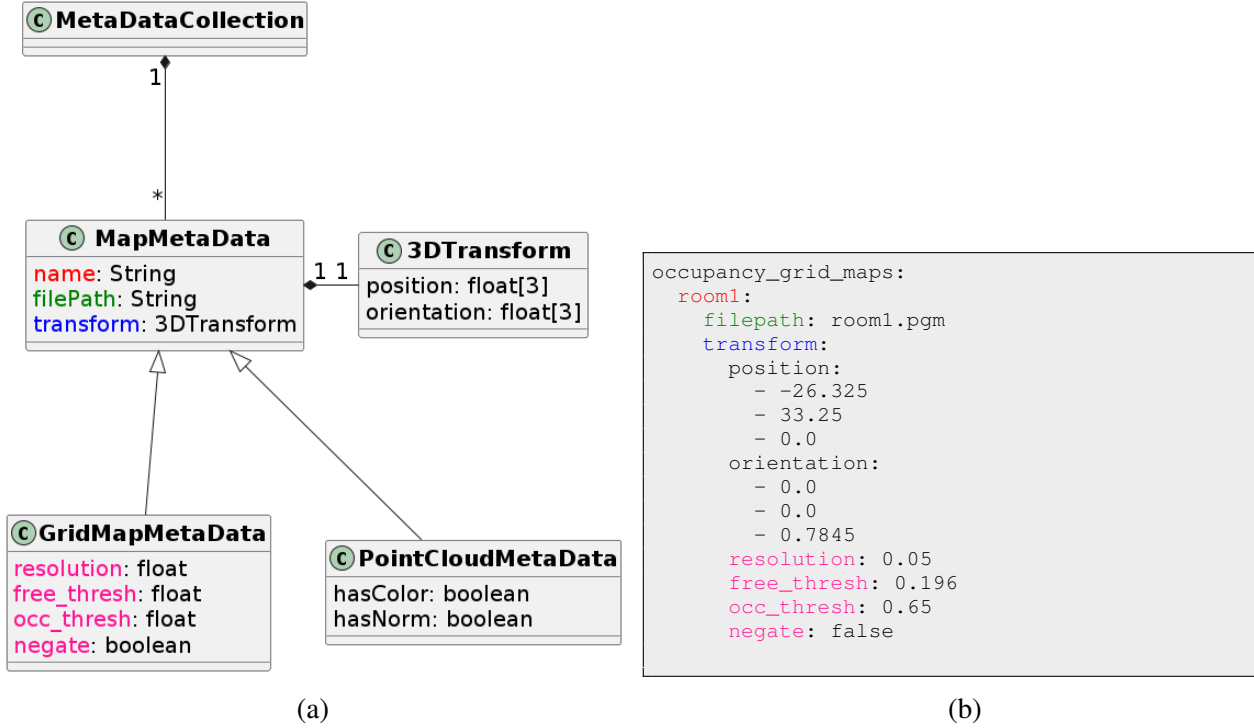 C MetaDataCollection
1
*
C MapMetaData
name: String
filePath: String
transform: 3DTransform
1 1
C 3DTransform
position: float[3]
orientation: float[3]
C GridMapMetaData
resolution: float
free_thresh: float
occ_thresh: float
negate: boolean
C PointCloudMetaData
hasColor: boolean
hasNorm: boolean
(a)
occupancy_grid_maps:
room1:
filepath: room1.pgm
transform:
position:
- -26.325
- 33.25
- 0.0
orientation:
- 0.0
- 0.0
- 0.7845
resolution: 0.05
free_thresh: 0.196
occ_thresh: 0.65
negate: false
(b)